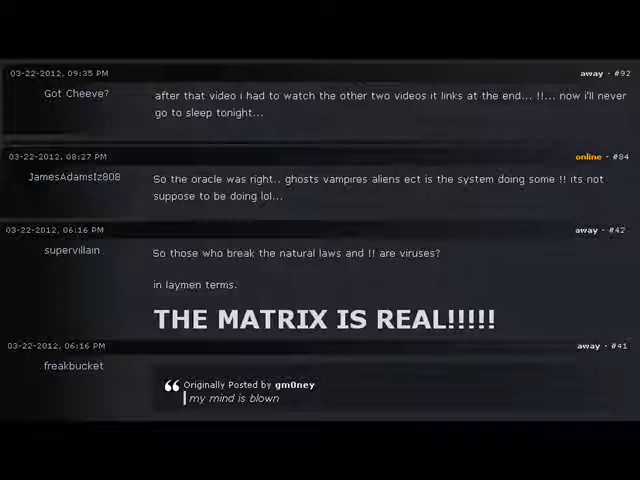 03-22-2012, 09:35 PM away - #92
Got Cheeve?
after that video i had to watch the other two videos it links at the end... !!... now i'll never
go to sleep tonight...
03-22-2012, 08:27 PM online - #84
JamesAdamsIz808
So the oracle was right.. ghosts vampires aliens ect is the system doing some !! its not
suppose to be doing lol...
03-22-2012, 06:16 PM away - #42
supervillain
So those who break the natural laws and !! are viruses?
in laymen terms.
THE MATRIX IS REAL!!!!!
03-22-2012, 06:16 PM away - #41
freakbucket
Originally Posted by gm0ney
my mind is blown